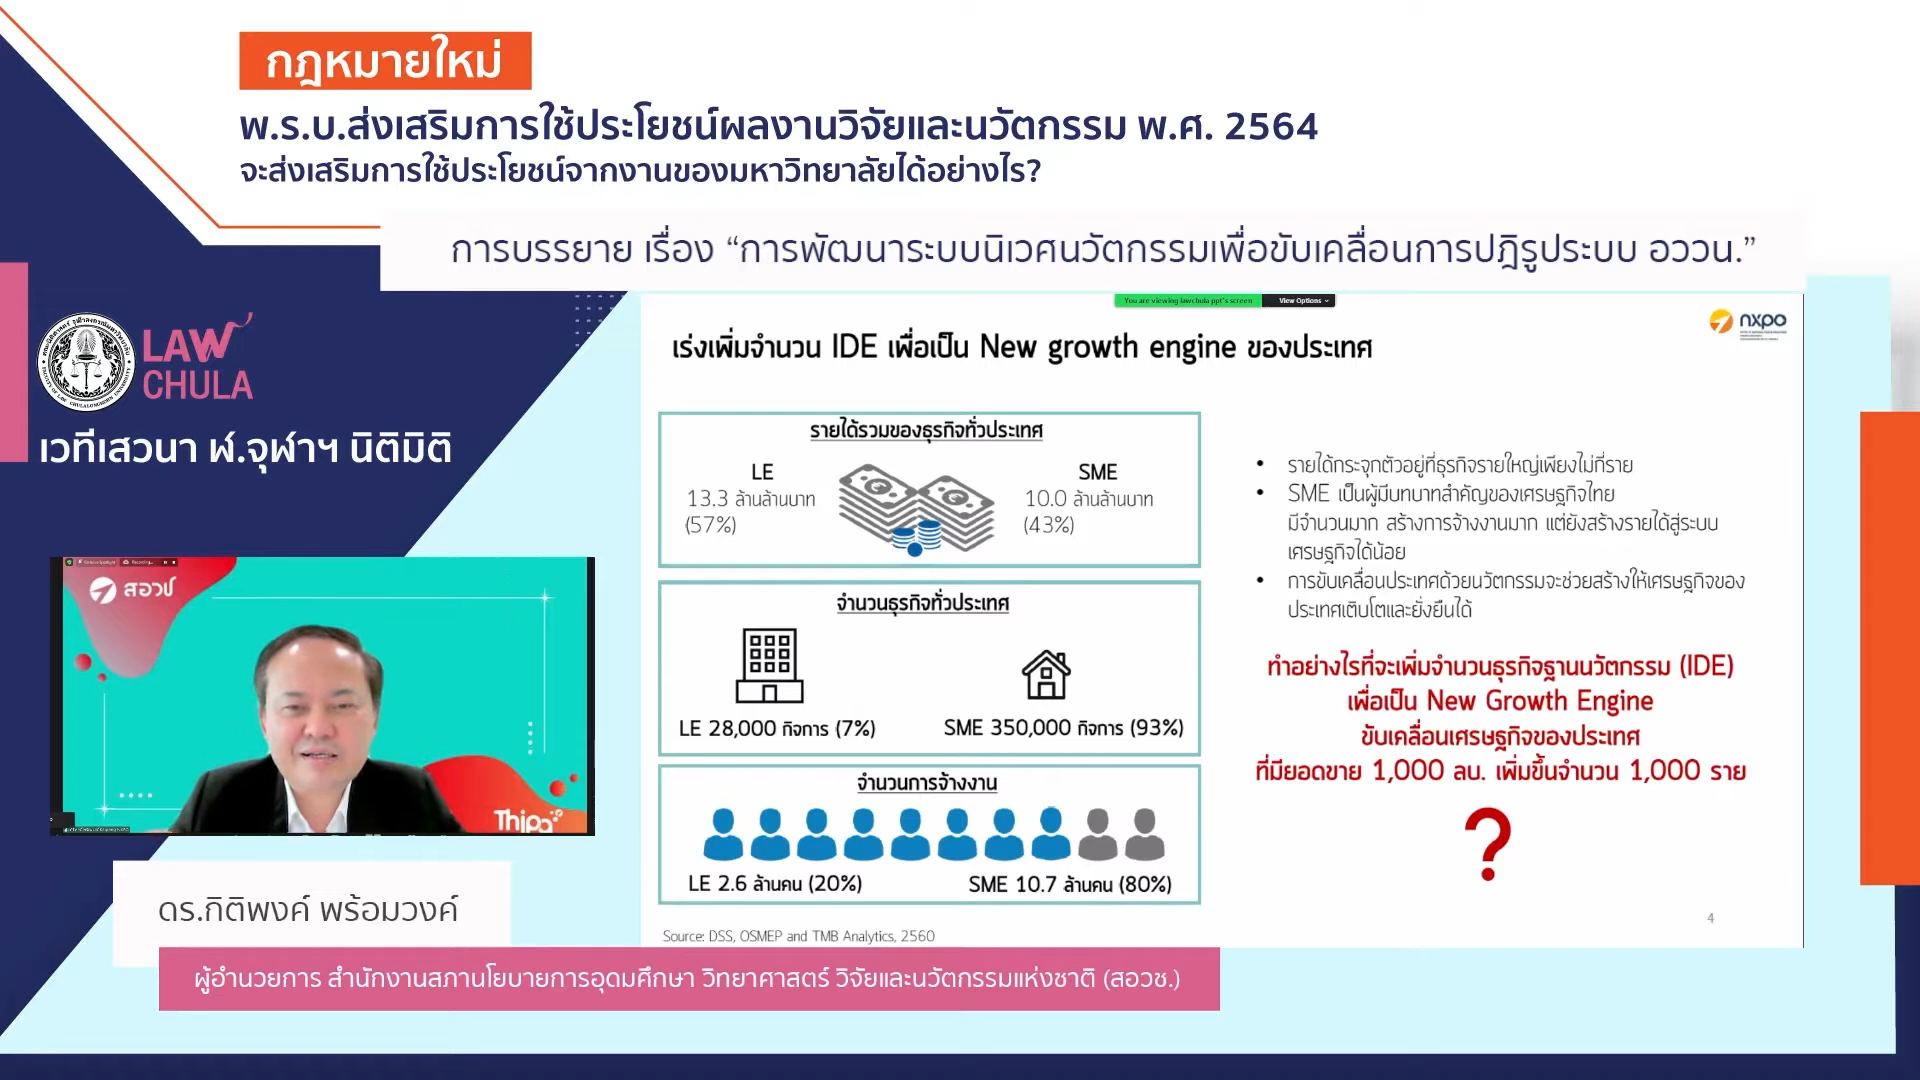 กฎหมายใหม่
พ.ร.บ.ส่งเสริมการใช้ประโยชน์ผลงานวิจัยและนวัตกรรม พ.ศ. 2564
จะส่งเสริมการใช้ประโยชน์จากงานของมหาวิทยาลัยได้อย่างไร?
การบรรยาย เรื่อง “การพัฒนาระบบนิเวศนวัตกรรมเพื่อขับเคลื่อนการปฏิรูประบบ อววน.”
LAW
CHULA
เวทีเสวนา ฬ.จุฬาฯ นิติมิติ
You are viewing lawchula ppt's screen
View Options
nxpo
เร่งเพิ่มจำนวน IDE เพื่อเป็น New growth engine ของประเทศ
รายได้รวมของธุรกิจทั่วประเทศ
LE
13.3 ล้านล้านบาท
(57%)
SME
10.0 ล้านล้านบาท
(43%)
จำนวนธุรกิจทั่วประเทศ
LE 28,000 กิจการ (7%)
SME 350,000 กิจการ (93%)
จำนวนการจ้างงาน
LE 2.6 ล้านคน (20%)
SME 10.7 ล้านคน (80%)
Source: DSS, OSMEP and TMB Analytics, 2560
• รายได้กระจุกตัวอยู่ที่ธุรกิจรายใหญ่เพียงไม่กี่ราย
• SME เป็นผู้มีบทบาทสำคัญของเศรษฐกิจไทย
มีจำนวนมาก สร้างการจ้างงานมาก แต่ยังสร้างรายได้สู่ระบบ
เศรษฐกิจได้น้อย
• การขับเคลื่อนประเทศด้วยนวัตกรรมจะช่วยสร้างให้เศรษฐกิจของ
ประเทศเติบโตและยั่งยืนได้
ทำอย่างไรที่จะเพิ่มจำนวนธุรกิจฐานนวัตกรรม (IDE)
เพื่อเป็น New Growth Engine
ขับเคลื่อนเศรษฐกิจของประเทศ
ที่มียอดขาย 1,000 ลบ. เพิ่มขึ้นจำนวน 1,000 ราย
?
4
สอวช
ดร.กิติพงค์ พร้อมวงค์
ผู้อำนวยการ สำนักงานสภานโยบายการอุดมศึกษา วิทยาศาสตร์ วิจัยและนวัตกรรมแห่งชาติ (สอวช.)